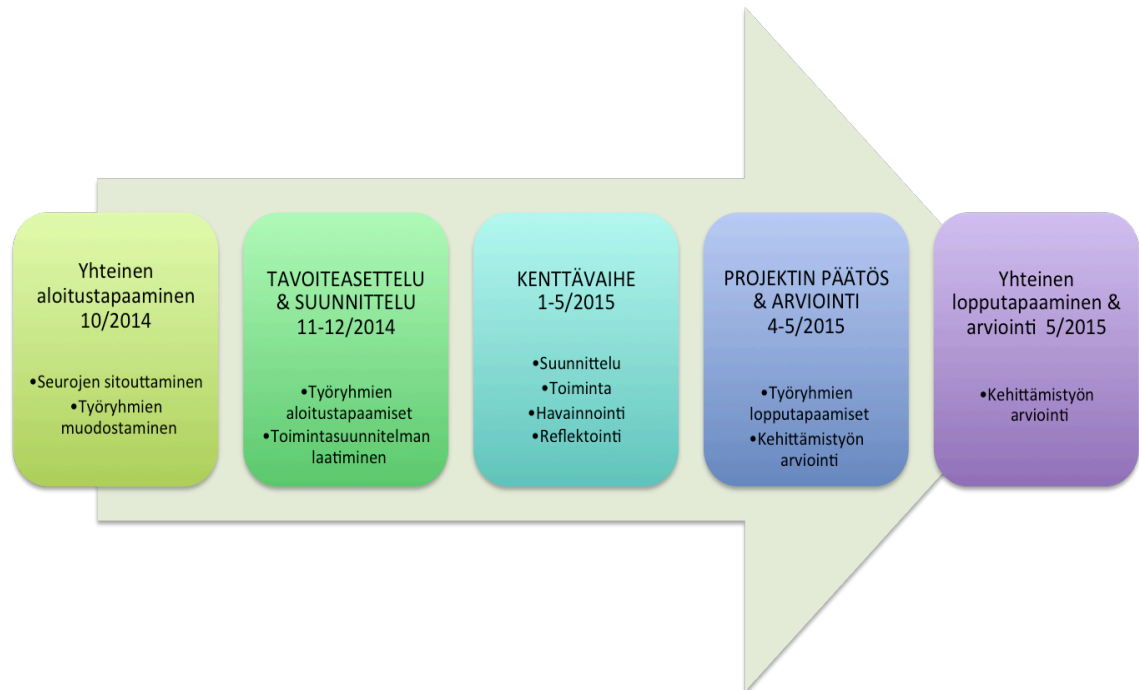 Yhteinen
aloitustapaaminen
10/2014
•Seurojen sitouttaminen
•Työryhmien
muodostaminen
TAVOITEASETTELU
& SUUNNITTELU
11-12/2014
•Työryhmien
aloitustapaamiset
•Toimintasuunnitelman
laatiminen
KENTTÄVAIHE
1-5/2015
•Suunnittelu
•Toiminta
•Havainnointi
•Reflektointi
PROJEKTIN PÄÄTÖS
& ARVIOINTI
4-5/2015
•Työryhmien
lopputapaamiset
•Kehittämistyön
arviointi
Yhteinen
lopputapaaminen &
arviointi 5/2015
•Kehittämistyön
arviointi